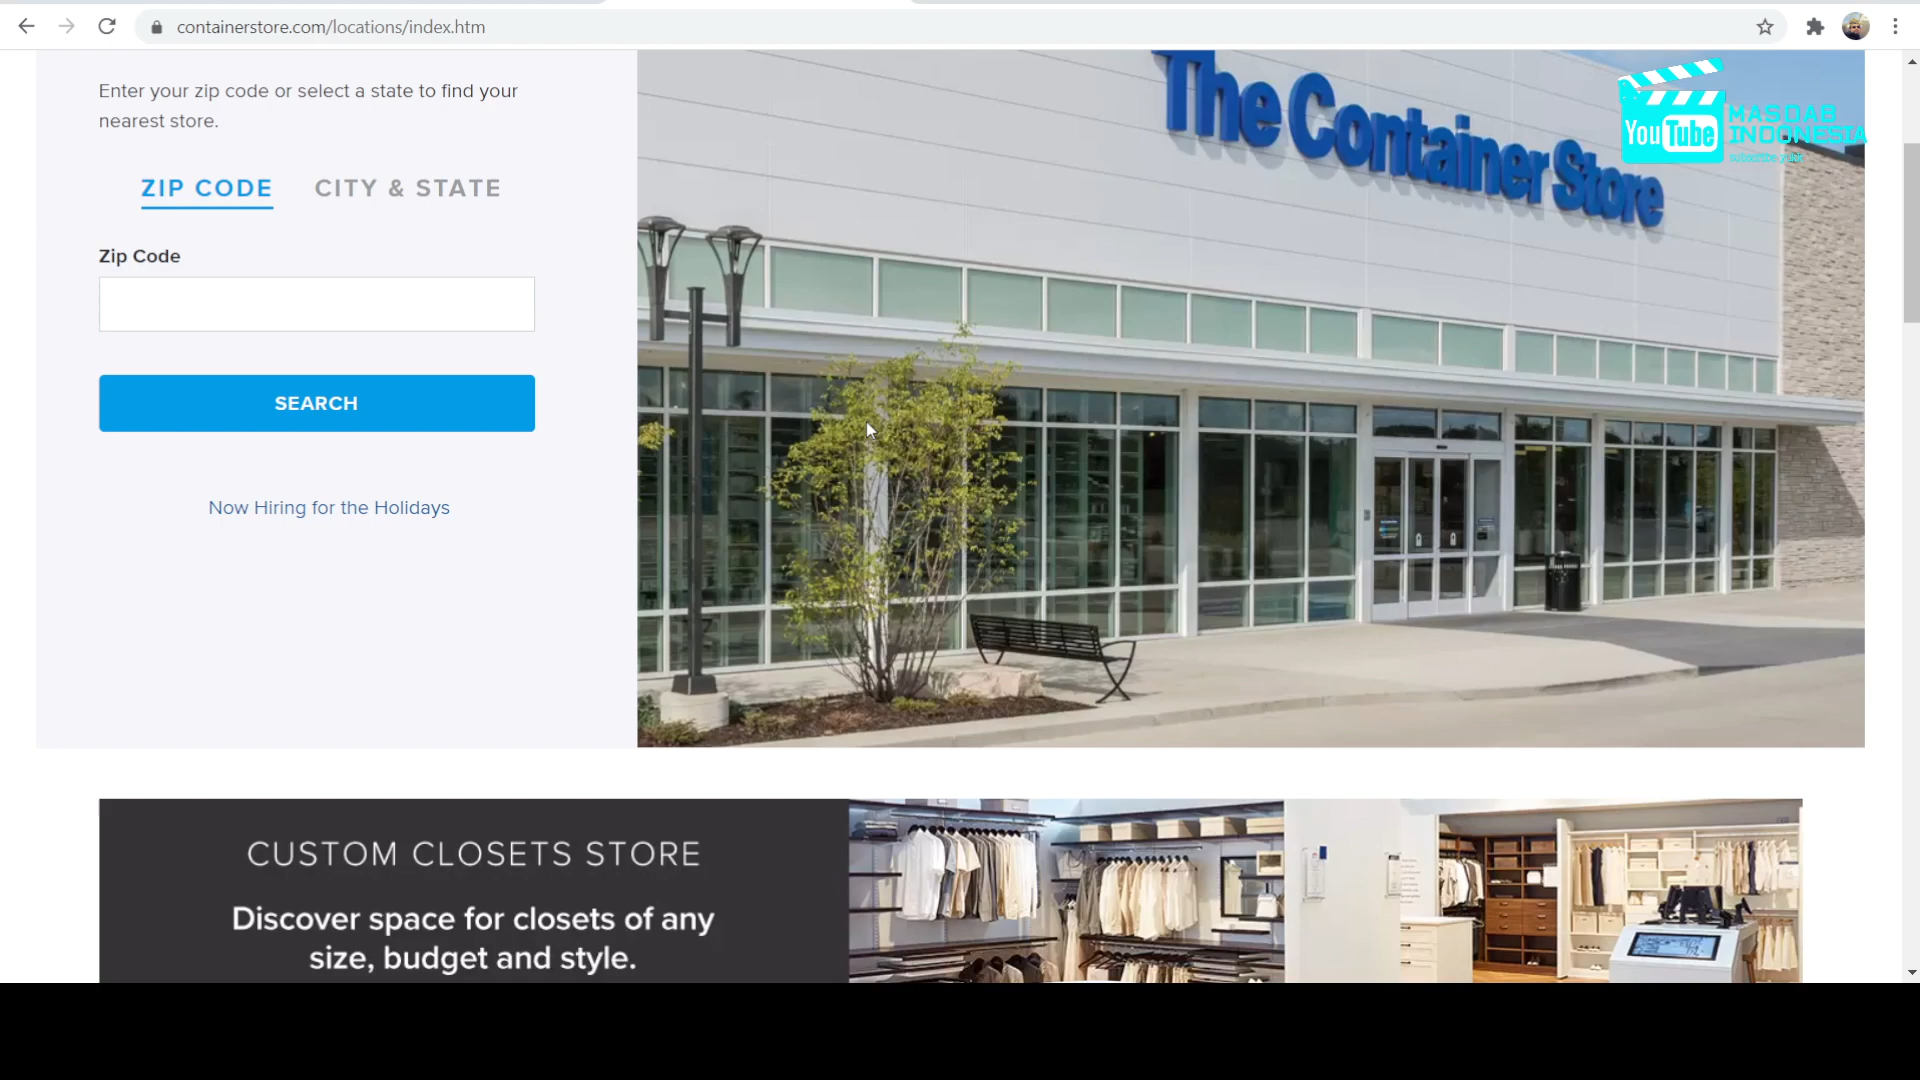 containerstore.com/locations/index.htm
Enter your zip code or select a state to find your
nearest store.
ZIP CODE
CITY & STATE
Zip Code
SEARCH
Now Hiring for the Holidays
The Container Store
YouTube
MASDAB
INDONESIA
CUSTOM CLOSETS STORE
Discover space for closets of any
size, budget and style.